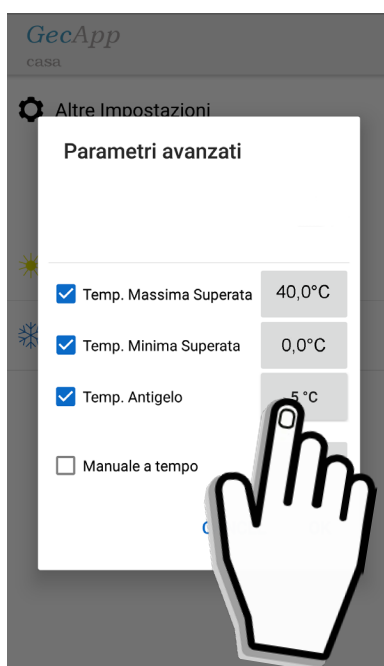 GecApp
casa
Altre Impostazioni
Parametri avanzati
Temp. Massima Superata 40,0°C
Temp. Minima Superata 0,0°C
Temp. Antigelo 5 °C
Manuale a tempo